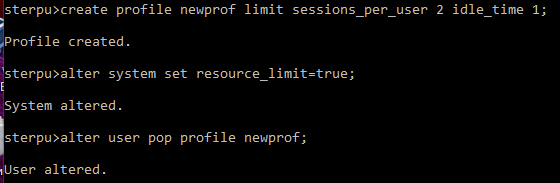 sterpu>create profile newprof limit sessions_per_user 2 idle_time 1;
Profile created.
sterpu>alter system set resource_limit=true;
System altered.
sterpu>alter user pop profile newprof;
User altered.